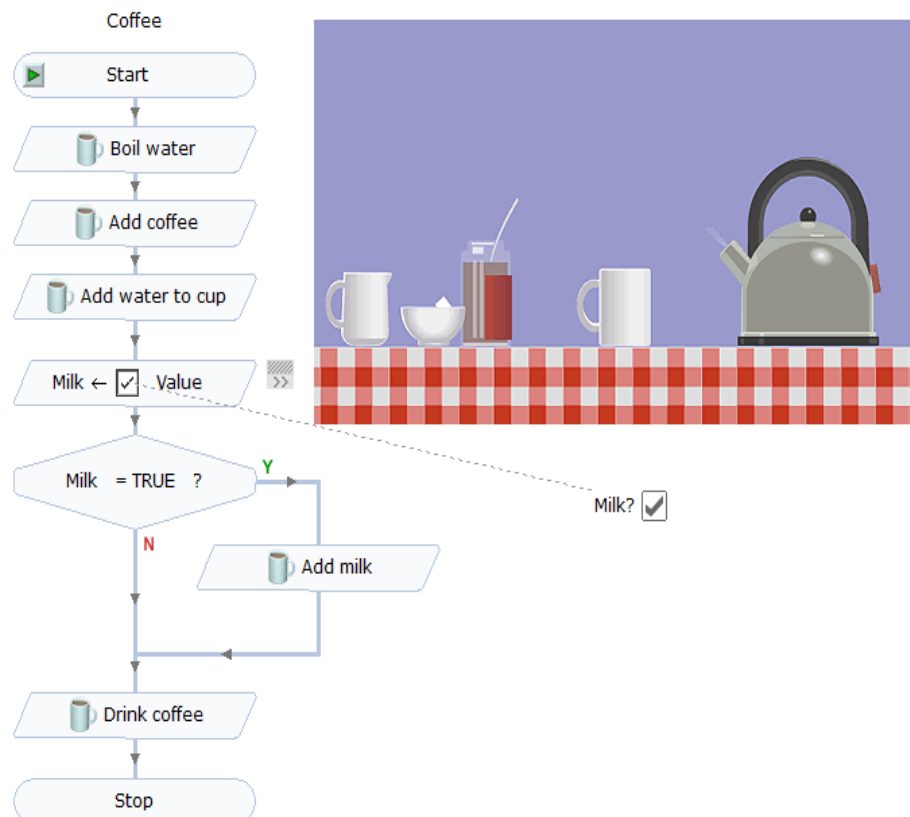 Coffee
Start
Boil water
Add coffee
Add water to cup
Milk ← Value
Milk = TRUE ?
Y
N
Add milk
Milk?
Drink coffee
Stop